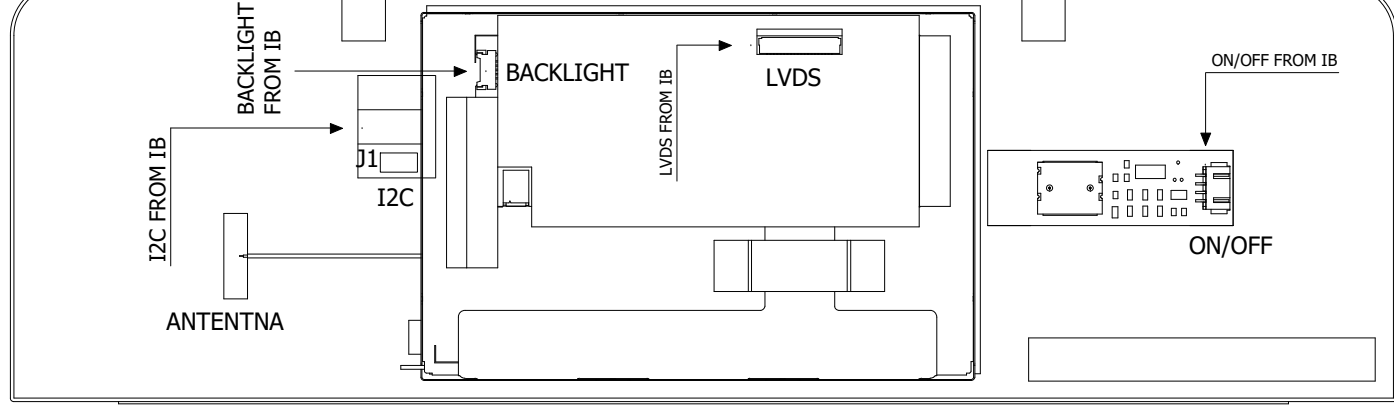 BACKLIGHT
FROM IB
BACKLIGHT
LVDS
LVDS FROM IB
ON/OFF FROM IB
I2C FROM IB
J1
I2C
ON/OFF
ANTENTNA